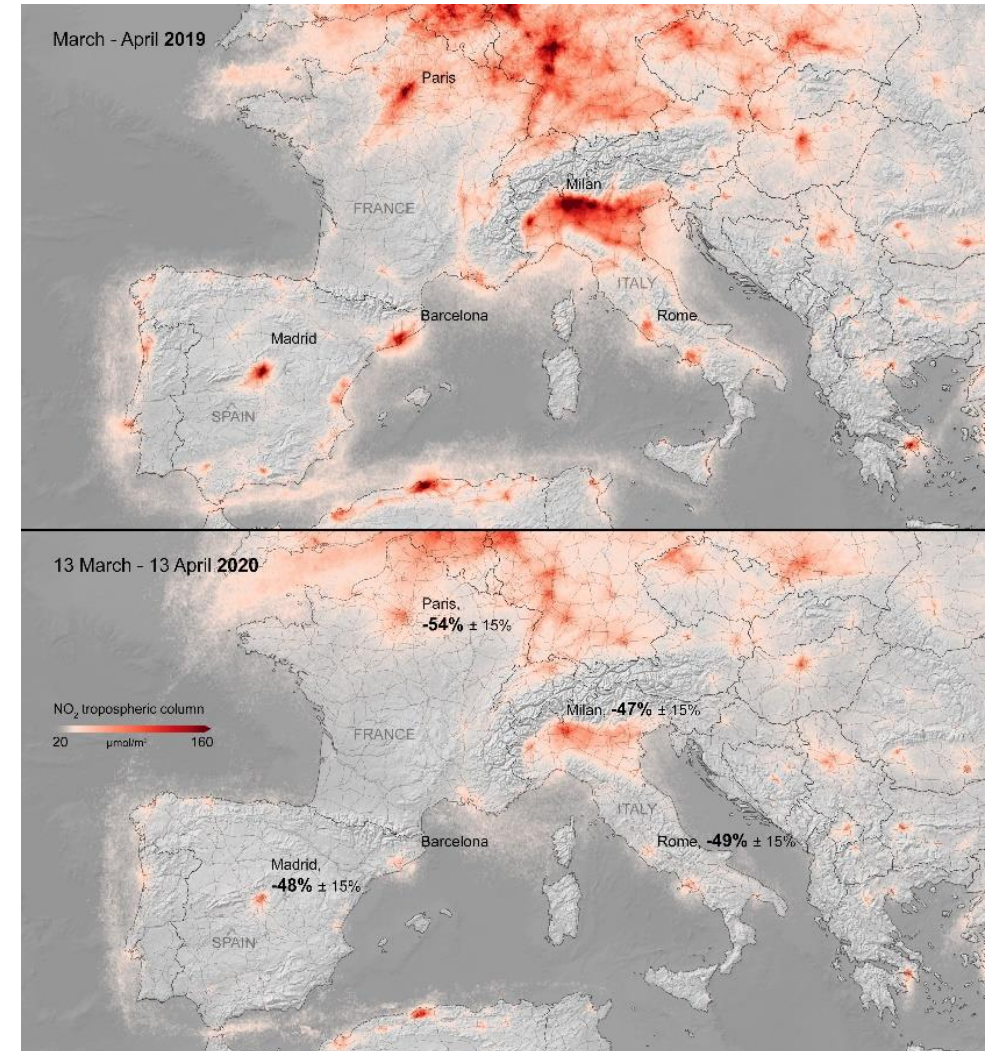 March - April 2019
Paris
Milan
FRANCE
ITALY
Barcelona
Rome
Madrid
SPAIN
13 March - 13 April 2020
Paris,
-54% ± 15%
NO₂ tropospheric column
20 µmol/m² 160
Milan, -47% ± 15%
FRANCE
ITALY
Barcelona
Rome, -49% ± 15%
Madrid,
-48% ± 15%
SPAIN